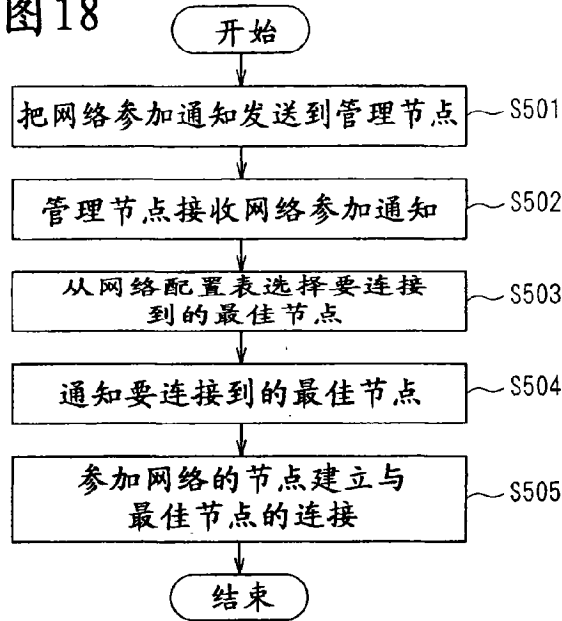 图18
开始
把网络参加通知发送到管理节点
S501
管理节点接收网络参加通知
S502
从网络配置表选择要连接
到的最佳节点
S503
通知要连接到的最佳节点
S504
参加网络的节点建立与
最佳节点的连接
S505
结束